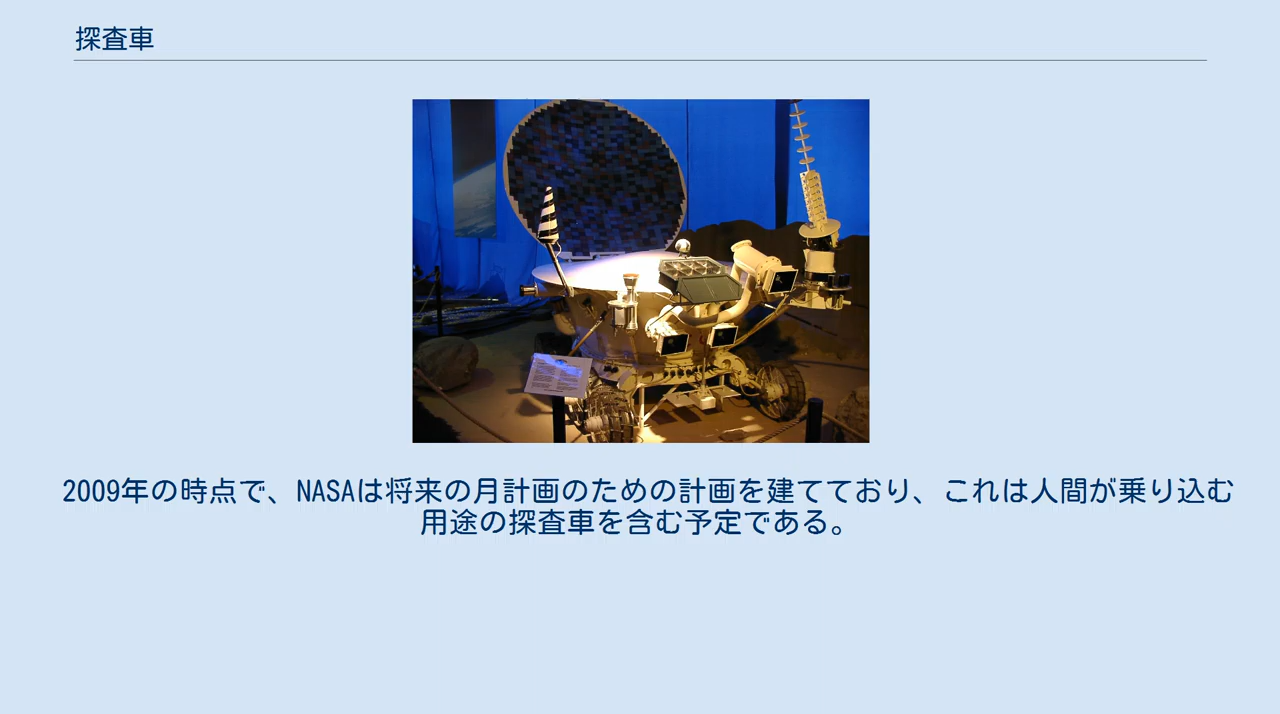 探査車
2009年の時点で、NASAは将来の月計画のための計画を建てており、これは人間が乗り込む
用途の探査車を含む予定である。